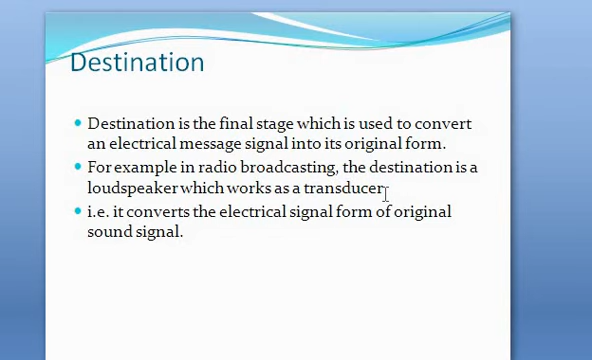 Destination
Destination is the final stage which is used to convert
an electrical message signal into its original form.
For example in radio broadcasting, the destination is a
loudspeaker which works as a transducer
i.e. it converts the electrical signal form of original
sound signal.